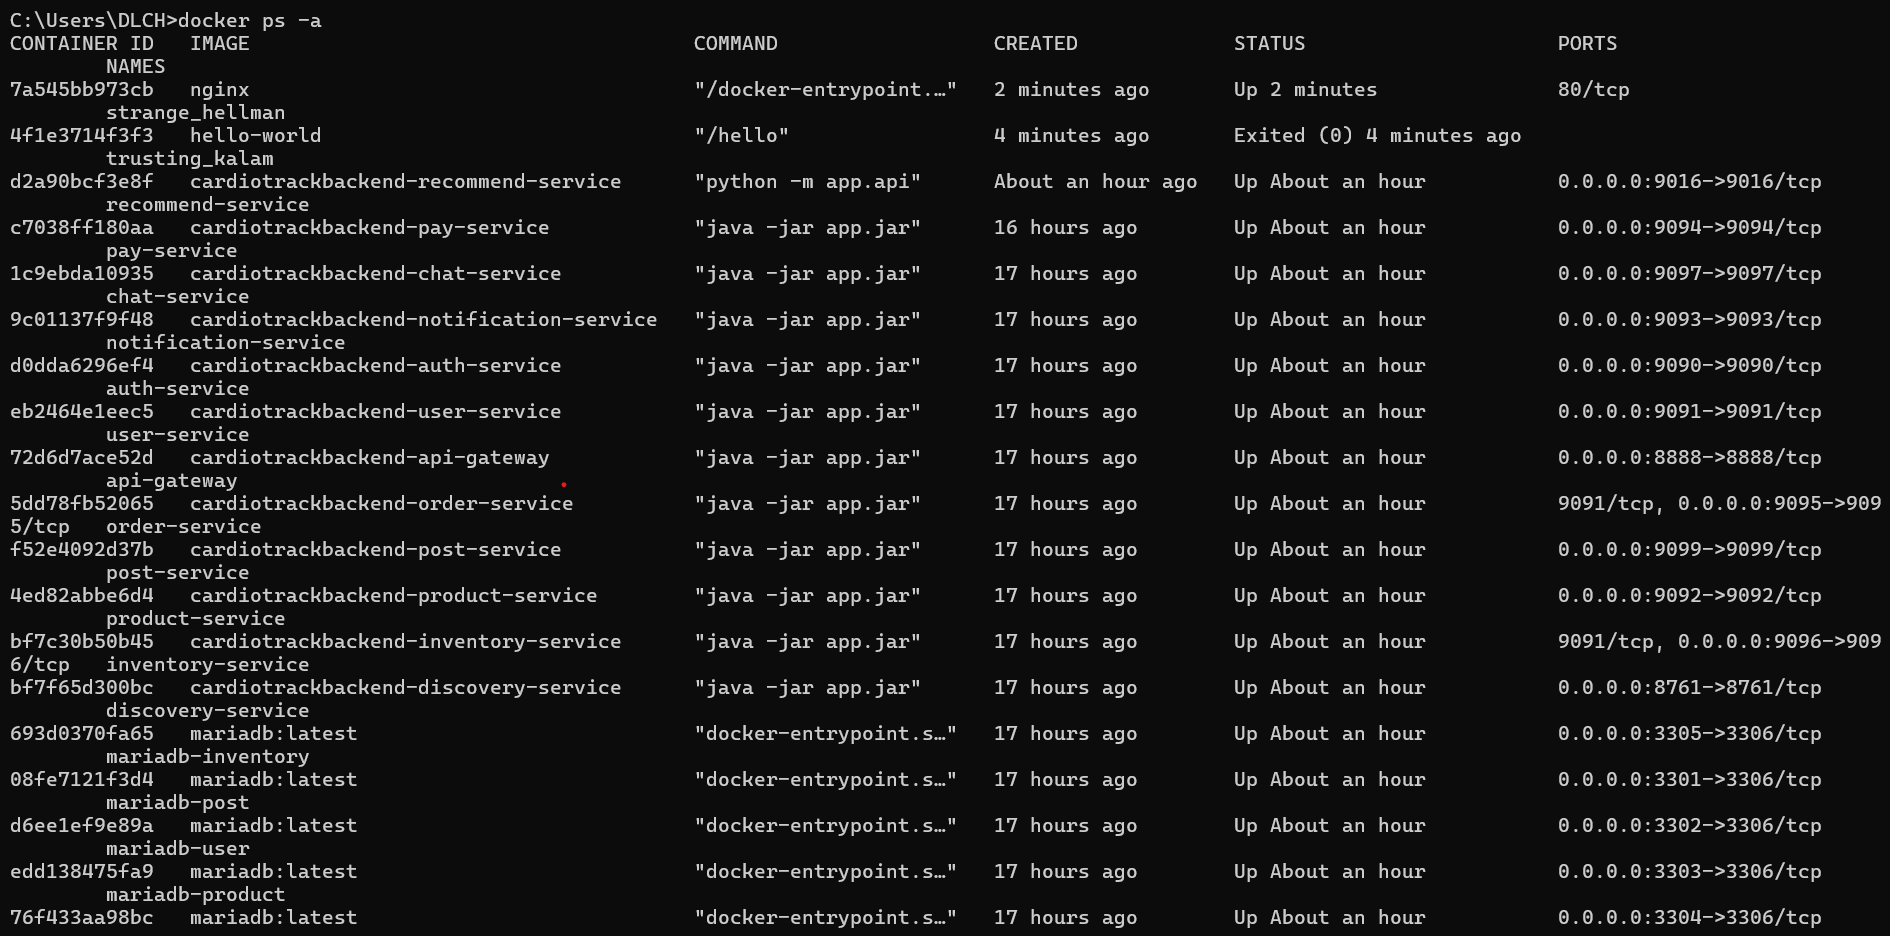 C:\Users\DLCH>docker ps -a
CONTAINER ID   IMAGE                                     COMMAND                  CREATED             STATUS                     PORTS
        NAMES
7a545bb973cb   nginx                                     "/docker-entrypoint.…"   2 minutes ago       Up 2 minutes               80/tcp
        strange_hellman
4f1e3714f3f3   hello-world                               "/hello"                 4 minutes ago       Exited (0) 4 minutes ago
        trusting_kalam
d2a90bcf3e8f   cardiotrackbackend-recommend-service      "python -m app.api"      About an hour ago   Up About an hour           0.0.0.0:9016->9016/tcp
        recommend-service
c7038ff180aa   cardiotrackbackend-pay-service            "java -jar app.jar"      16 hours ago        Up About an hour           0.0.0.0:9094->9094/tcp
        pay-service
1c9ebda10935   cardiotrackbackend-chat-service           "java -jar app.jar"      17 hours ago        Up About an hour           0.0.0.0:9097->9097/tcp
        chat-service
9c01137f9f48   cardiotrackbackend-notification-service   "java -jar app.jar"      17 hours ago        Up About an hour           0.0.0.0:9093->9093/tcp
        notification-service
d0dda6296ef4   cardiotrackbackend-auth-service           "java -jar app.jar"      17 hours ago        Up About an hour           0.0.0.0:9090->9090/tcp
        auth-service
eb2464e1eec5   cardiotrackbackend-user-service           "java -jar app.jar"      17 hours ago        Up About an hour           0.0.0.0:9091->9091/tcp
        user-service
72d6d7ace52d   cardiotrackbackend-api-gateway            "java -jar app.jar"      17 hours ago        Up About an hour           0.0.0.0:8888->8888/tcp
        api-gateway
5dd78fb52065   cardiotrackbackend-order-service          "java -jar app.jar"      17 hours ago        Up About an hour           9091/tcp, 0.0.0.0:9095->909
5/tcp   order-service
f52e4092d37b   cardiotrackbackend-post-service           "java -jar app.jar"      17 hours ago        Up About an hour           0.0.0.0:9099->9099/tcp
        post-service
4ed82abbe6d4   cardiotrackbackend-product-service        "java -jar app.jar"      17 hours ago        Up About an hour           0.0.0.0:9092->9092/tcp
        product-service
bf7c30b50b45   cardiotrackbackend-inventory-service      "java -jar app.jar"      17 hours ago        Up About an hour           9091/tcp, 0.0.0.0:9096->909
6/tcp   inventory-service
bf7f65d300bc   cardiotrackbackend-discovery-service      "java -jar app.jar"      17 hours ago        Up About an hour           0.0.0.0:8761->8761/tcp
        discovery-service
693d0370fa65   mariadb:latest                            "docker-entrypoint.s…"   17 hours ago        Up About an hour           0.0.0.0:3305->3306/tcp
        mariadb-inventory
08fe7121f3d4   mariadb:latest                            "docker-entrypoint.s…"   17 hours ago        Up About an hour           0.0.0.0:3301->3306/tcp
        mariadb-post
d6ee1ef9e89a   mariadb:latest                            "docker-entrypoint.s…"   17 hours ago        Up About an hour           0.0.0.0:3302->3306/tcp
        mariadb-user
edd138475fa9   mariadb:latest                            "docker-entrypoint.s…"   17 hours ago        Up About an hour           0.0.0.0:3303->3306/tcp
        mariadb-product
76f433aa98bc   mariadb:latest                            "docker-entrypoint.s…"   17 hours ago        Up About an hour           0.0.0.0:3304->3306/tcp